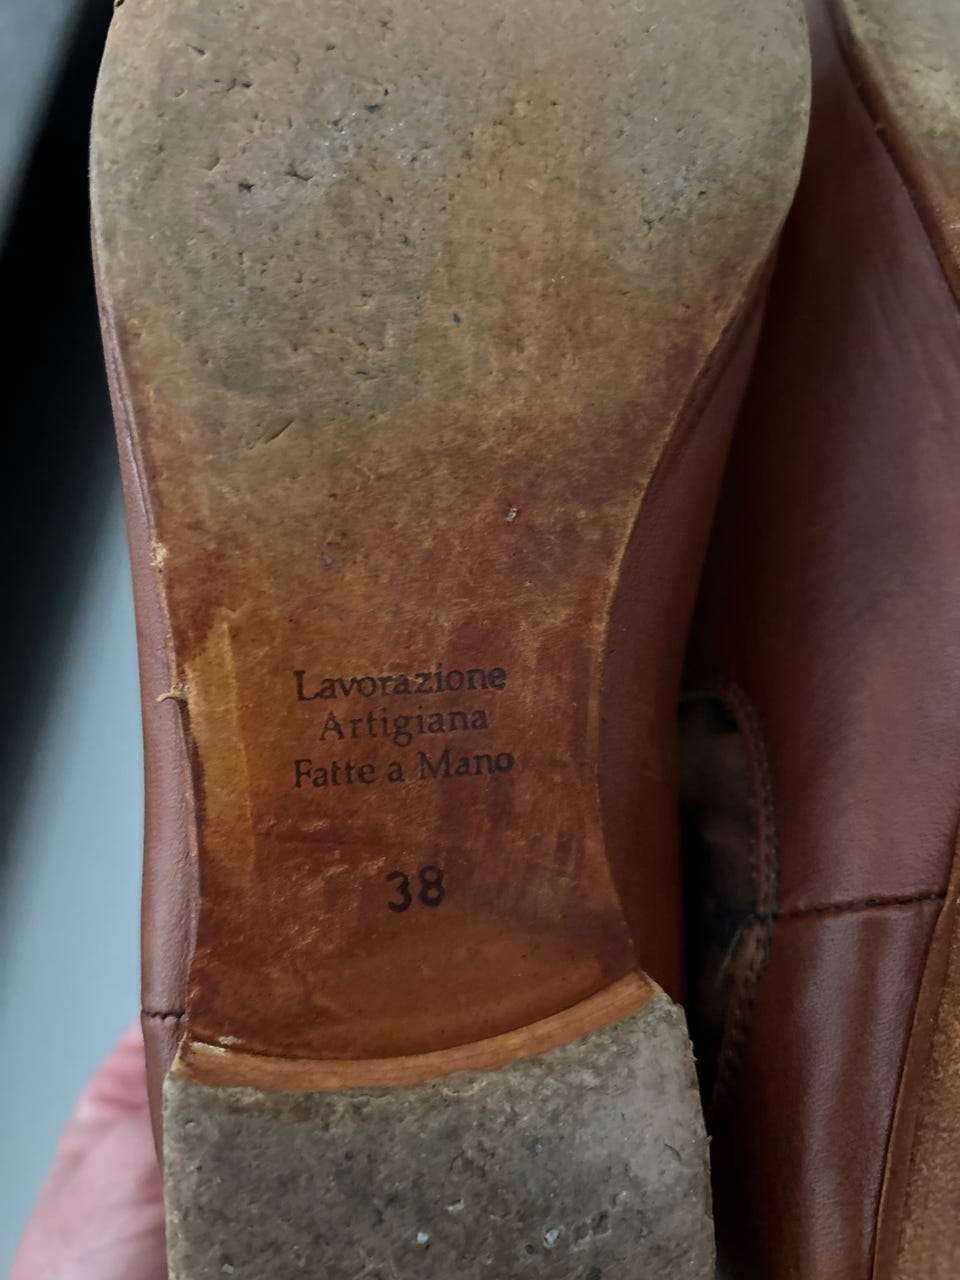 Lavorazione
Artigiana
Fatte a Mano
38